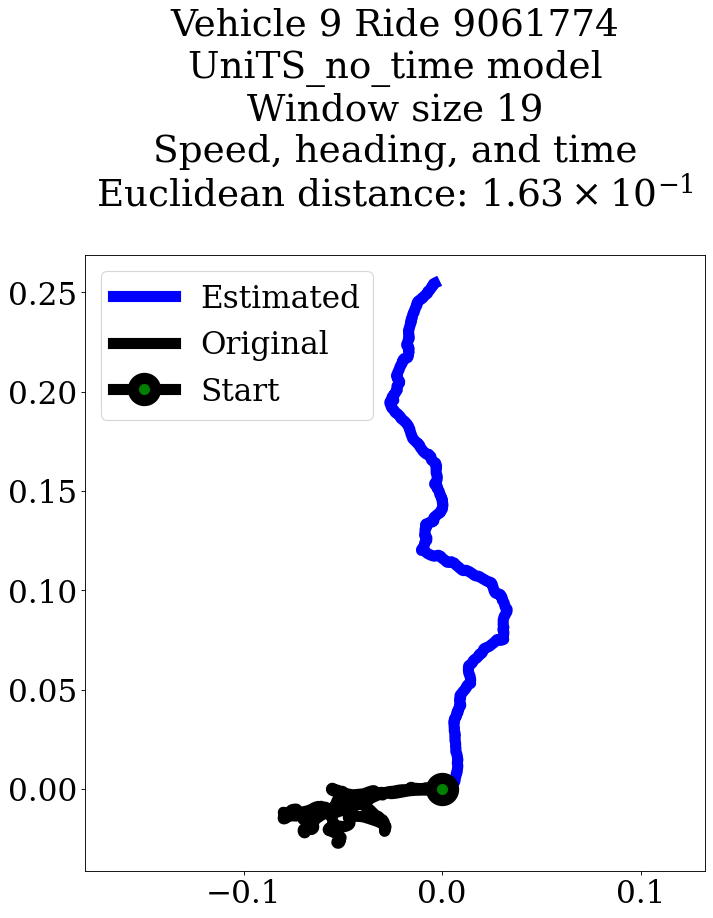 Vehicle 9 Ride 9061774
UniTS_no_time model
Window size 19
Speed, heading, and time
Euclidean distance: $1.63 \times 10^{-1}$
Estimated
Original
Start
0.25
0.20
0.15
0.10
0.05
0.00
−0.1
0.0
0.1